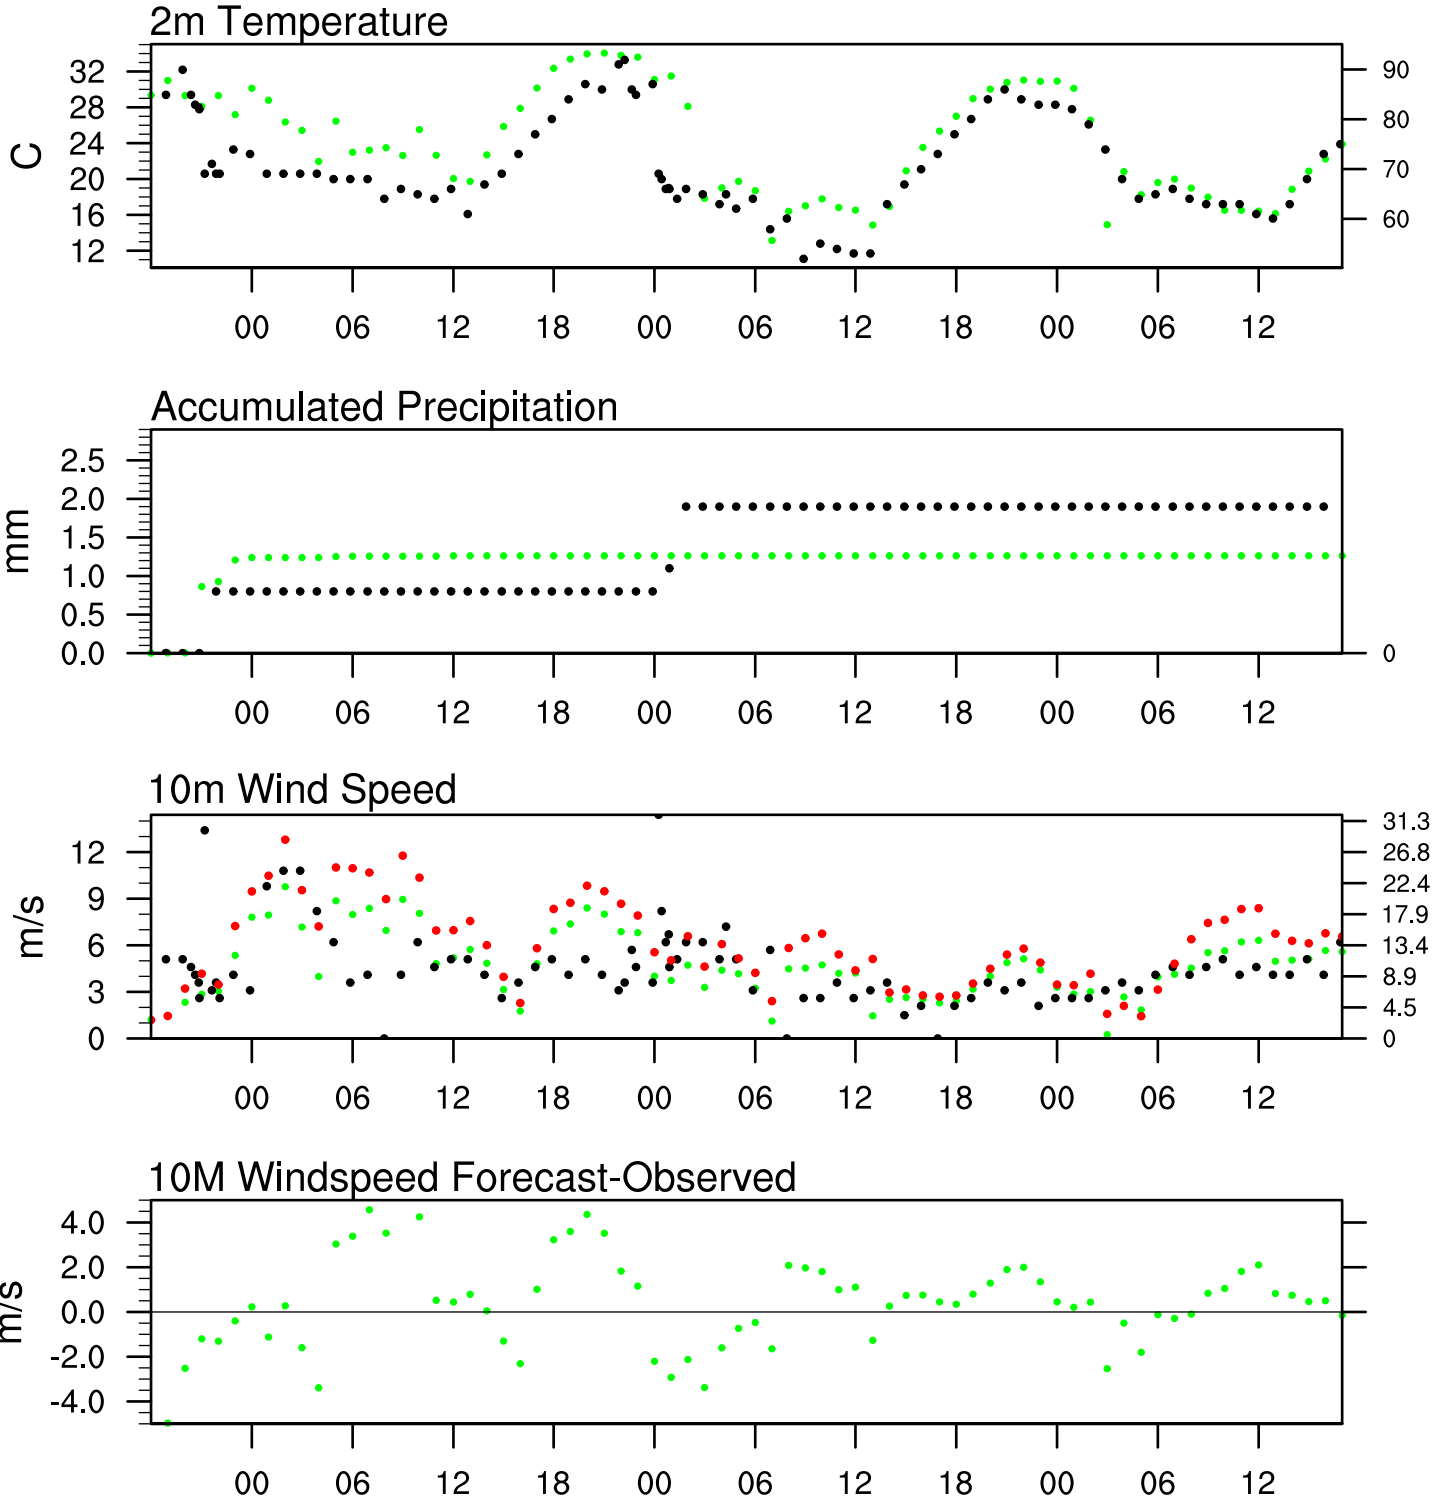 2m Temperature
32
28
24
20
16
12
C
90
80
70
60
00 06 12 18 00 06 12 18 00 06 12
Accumulated Precipitation
2.5
2.0
1.5
1.0
0.5
0.0
mm
0
00 06 12 18 00 06 12 18 00 06 12
10m Wind Speed
12
9
6
3
0
m/s
31.3
26.8
22.4
17.9
13.4
8.9
4.5
0
00 06 12 18 00 06 12 18 00 06 12
10M Windspeed Forecast-Observed
4.0
2.0
0.0
-2.0
-4.0
m/s
00 06 12 18 00 06 12 18 00 06 12